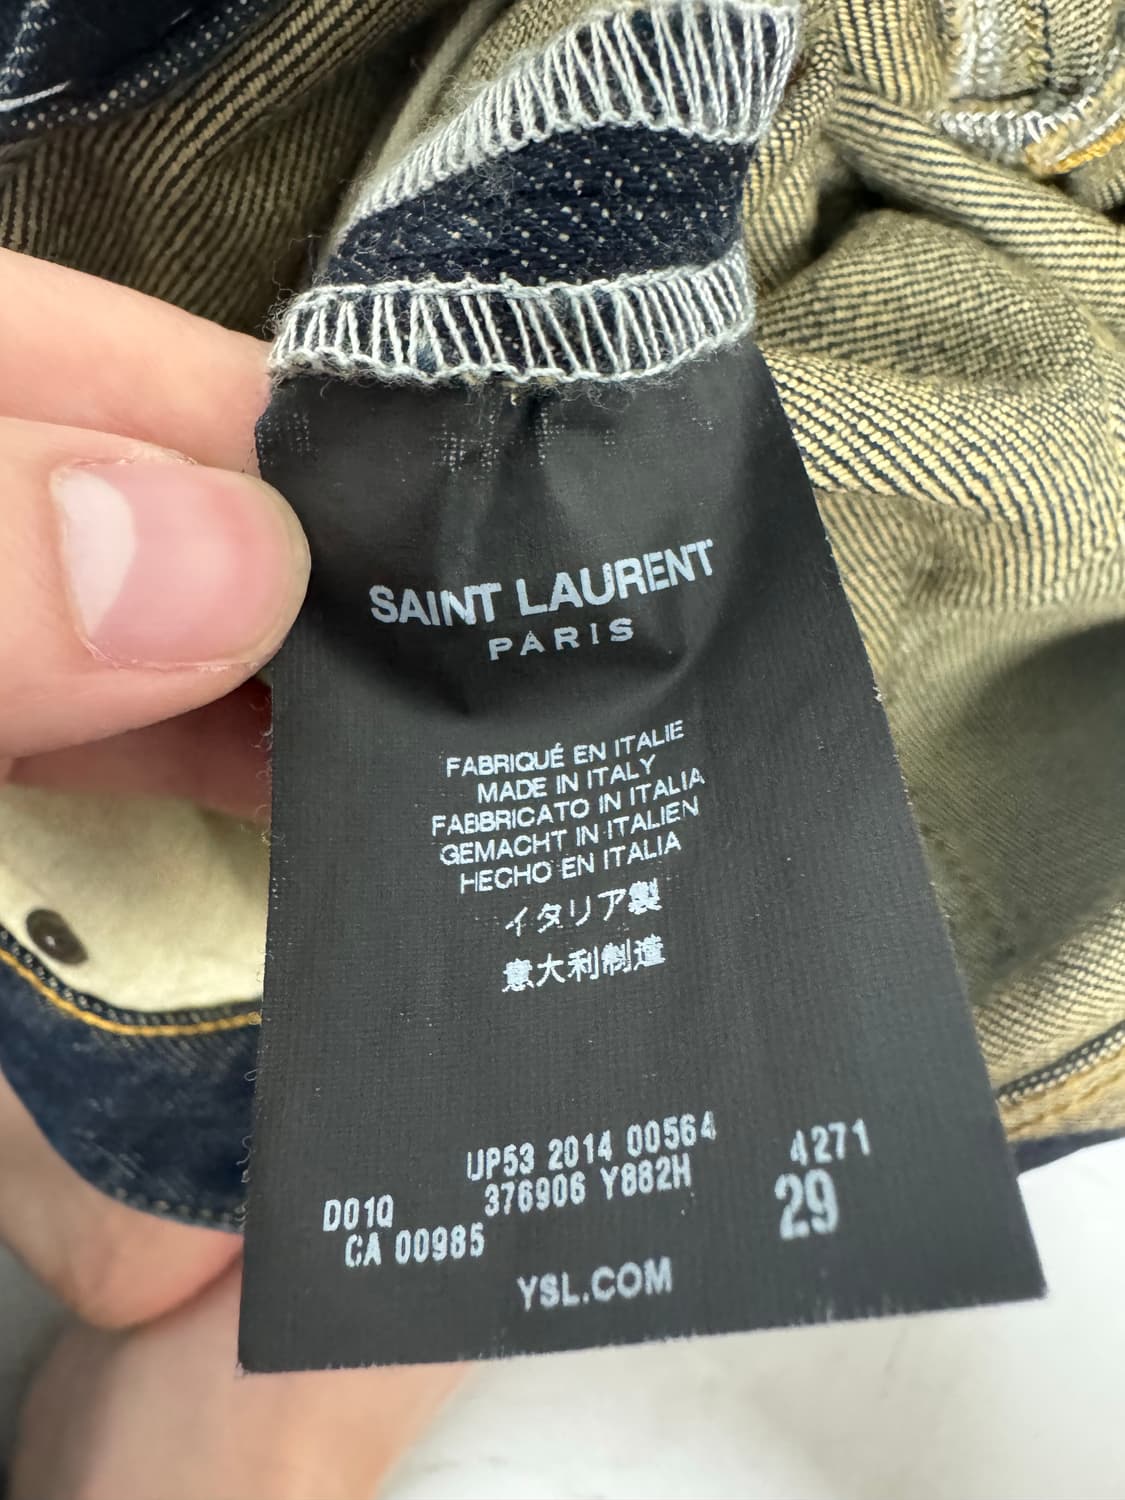 SAINT LAURENT
PARIS
FABRIQUÉ EN ITALIE
MADE IN ITALY
FABBRICATO IN ITALIA
GEMACHT IN ITALIEN
HECHO EN ITALIA
イタリア製
意大利制造
UP53 2014 00564 4271
D01Q 376906 Y882H 29
CA 00985
YSL.COM